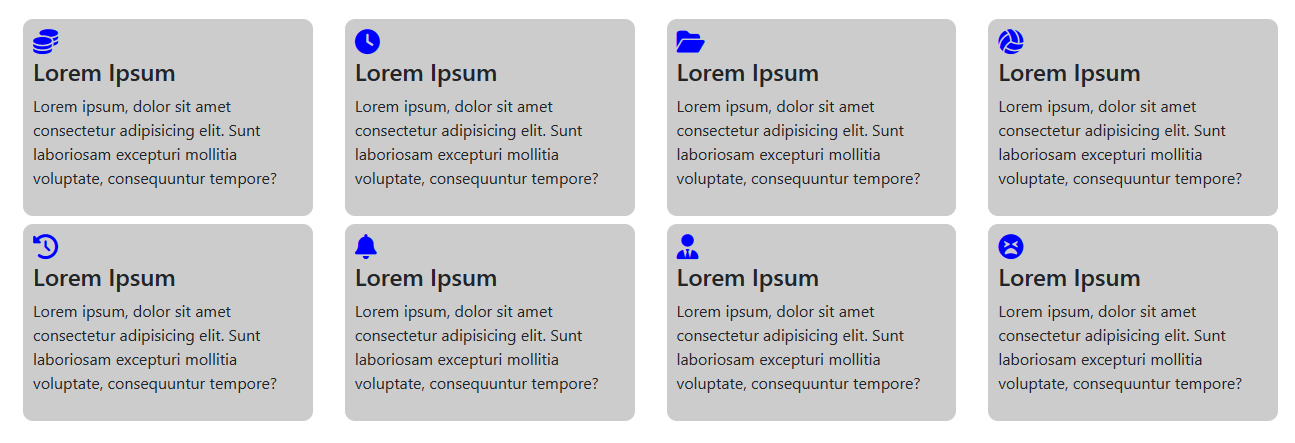 Lorem Ipsum
Lorem ipsum, dolor sit amet
consectetur adipisicing elit. Sunt
laboriosam excepturi mollitia
voluptate, consequuntur tempore?
Lorem Ipsum
Lorem ipsum, dolor sit amet
consectetur adipisicing elit. Sunt
laboriosam excepturi mollitia
voluptate, consequuntur tempore?
Lorem Ipsum
Lorem ipsum, dolor sit amet
consectetur adipisicing elit. Sunt
laboriosam excepturi mollitia
voluptate, consequuntur tempore?
Lorem Ipsum
Lorem ipsum, dolor sit amet
consectetur adipisicing elit. Sunt
laboriosam excepturi mollitia
voluptate, consequuntur tempore?
Lorem Ipsum
Lorem ipsum, dolor sit amet
consectetur adipisicing elit. Sunt
laboriosam excepturi mollitia
voluptate, consequuntur tempore?
Lorem Ipsum
Lorem ipsum, dolor sit amet
consectetur adipisicing elit. Sunt
laboriosam excepturi mollitia
voluptate, consequuntur tempore?
Lorem Ipsum
Lorem ipsum, dolor sit amet
consectetur adipisicing elit. Sunt
laboriosam excepturi mollitia
voluptate, consequuntur tempore?
Lorem Ipsum
Lorem ipsum, dolor sit amet
consectetur adipisicing elit. Sunt
laboriosam excepturi mollitia
voluptate, consequuntur tempore?